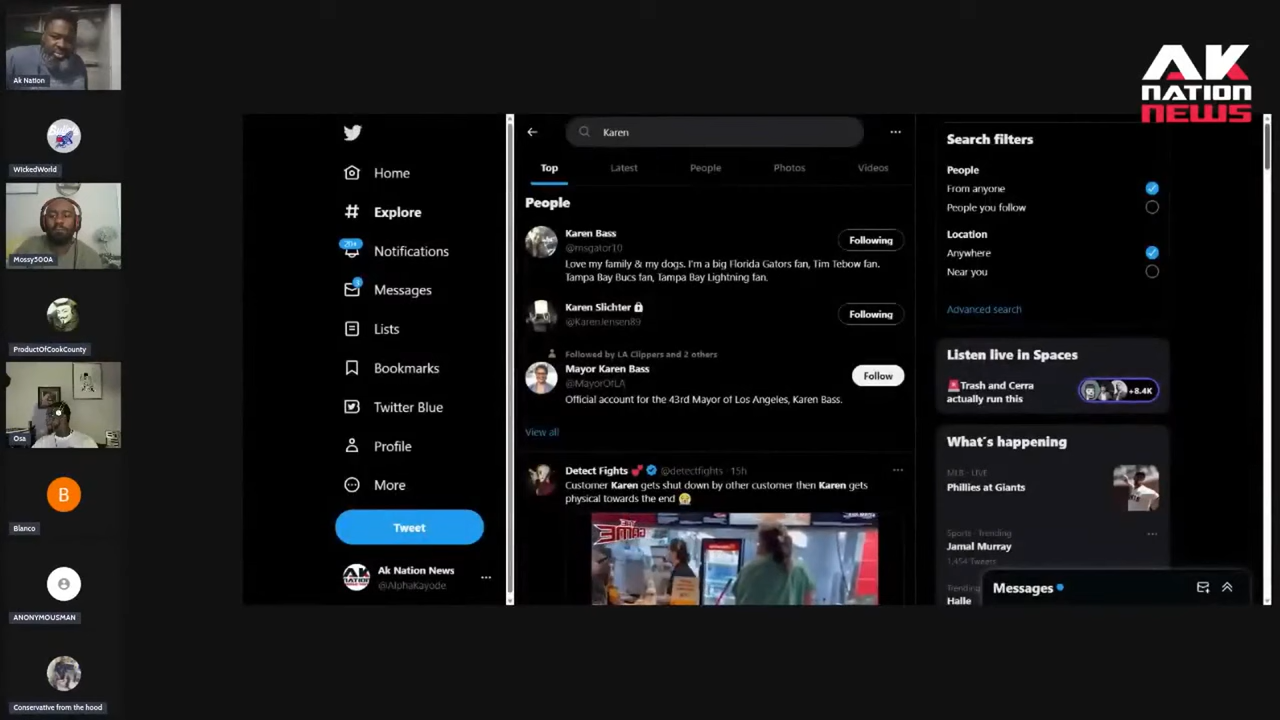 Ak Nation
WickedWorld
Mossy500A
ProductOfCookCounty
Osa
B
Blanco
ANONYMOUSMAN
Conservative from the hood
AK
NATION
NEWS
Home
Explore
20+
Notifications
Messages
Lists
Bookmarks
Twitter Blue
Profile
More
Tweet
Ak Nation News
@AlphaKayode
Karen
Top Latest People Photos Videos
People
Karen Bass
@msgator10
Following
Love my family & my dogs. I'm a big Florida Gators fan, Tim Tebow fan.
Tampa Bay Bucs fan, Tampa Bay Lightning fan.
Karen Slichter
@KarenJensen89
Following
Followed by LA Clippers and 2 others
Mayor Karen Bass
@MayorOfLA
Follow
Official account for the 43rd Mayor of Los Angeles, Karen Bass.
View all
Detect Fights @detectfights · 15h
Customer Karen gets shut down by other customer then Karen gets
physical towards the end
Search filters
People
From anyone
People you follow
Location
Anywhere
Near you
Advanced search
Listen live in Spaces
Trash and Cerra
actually run this
+8.4K
What's happening
MLB · LIVE
Phillies at Giants
Sports · Trending
Jamal Murray
1,454 Tweets
Trending
Halle
Messages